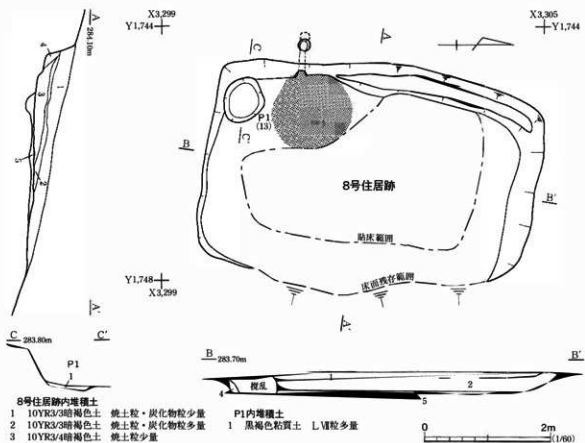 X3,299
Y1,744
X3,305
Y1,744
A
284.10m
4
1
3
5
2
A'
C
C'
A
P1
(13)
B
B'
8号住居跡
貼床範囲
床面残存範囲
Y1,748
X3,299
A'
C 283.80m C'
P1
1
B 283.70m B'
1
撹乱
2
4
5
8号住居跡内堆積土
1 10YR3/3暗褐色土 焼土粒・炭化物粒少量
2 10YR3/3暗褐色土 焼土粒・炭化物粒多量
3 10YR3/4暗褐色土 焼土粒少量
P1内堆積土
1 黒褐色粘質土 LⅦ粒多量
0 2m
(1/60)